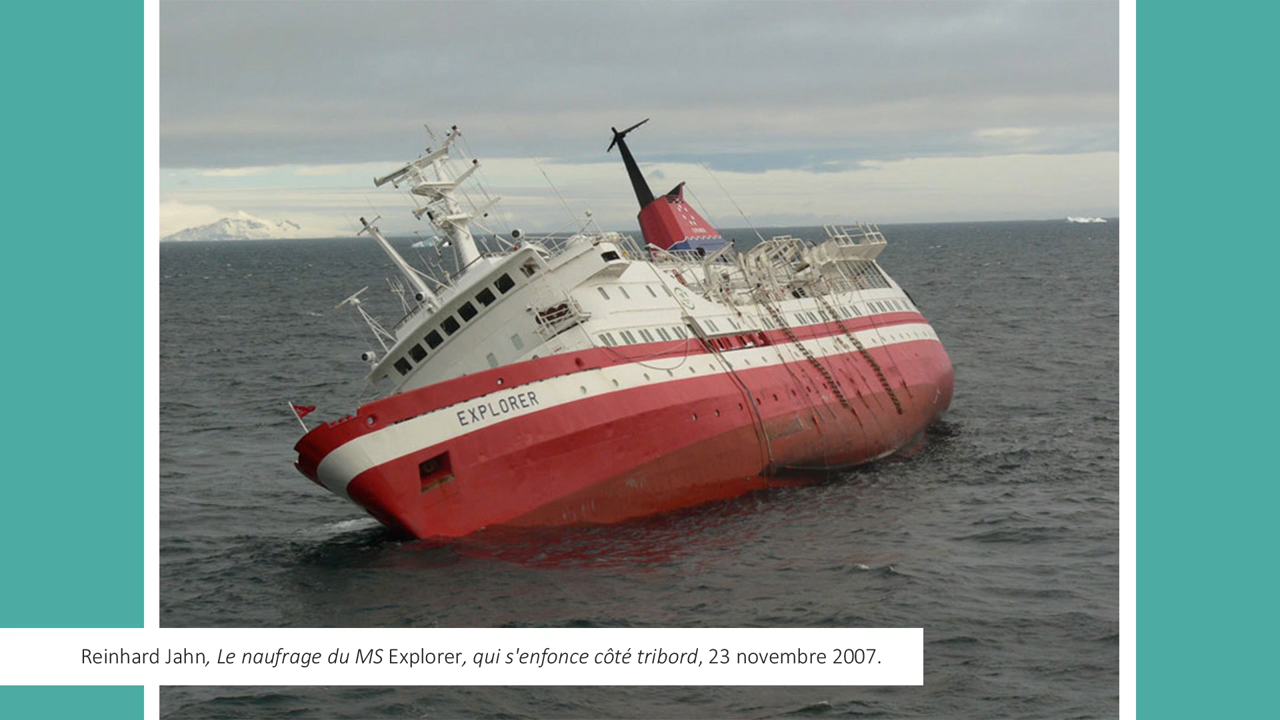 EXPLORER
Reinhard Jahn, Le naufrage du MS Explorer, qui s'enfonce côté tribord, 23 novembre 2007.